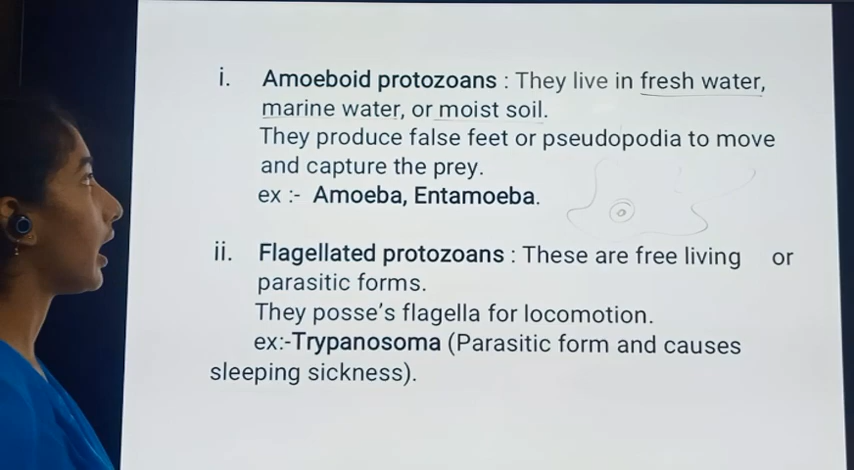 i. Amoeboid protozoans : They live in fresh water,
marine water, or moist soil.
They produce false feet or pseudopodia to move
and capture the prey.
ex :- Amoeba, Entamoeba.
ii. Flagellated protozoans : These are free living or
parasitic forms.
They posse's flagella for locomotion.
ex:-Trypanosoma (Parasitic form and causes
sleeping sickness).